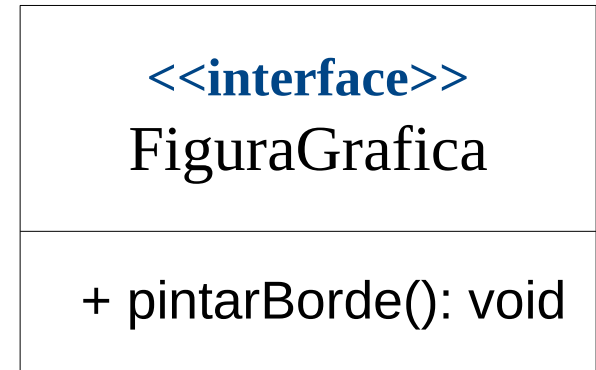 <<interface>>
FiguraGrafica
+ pintarBorde(): void